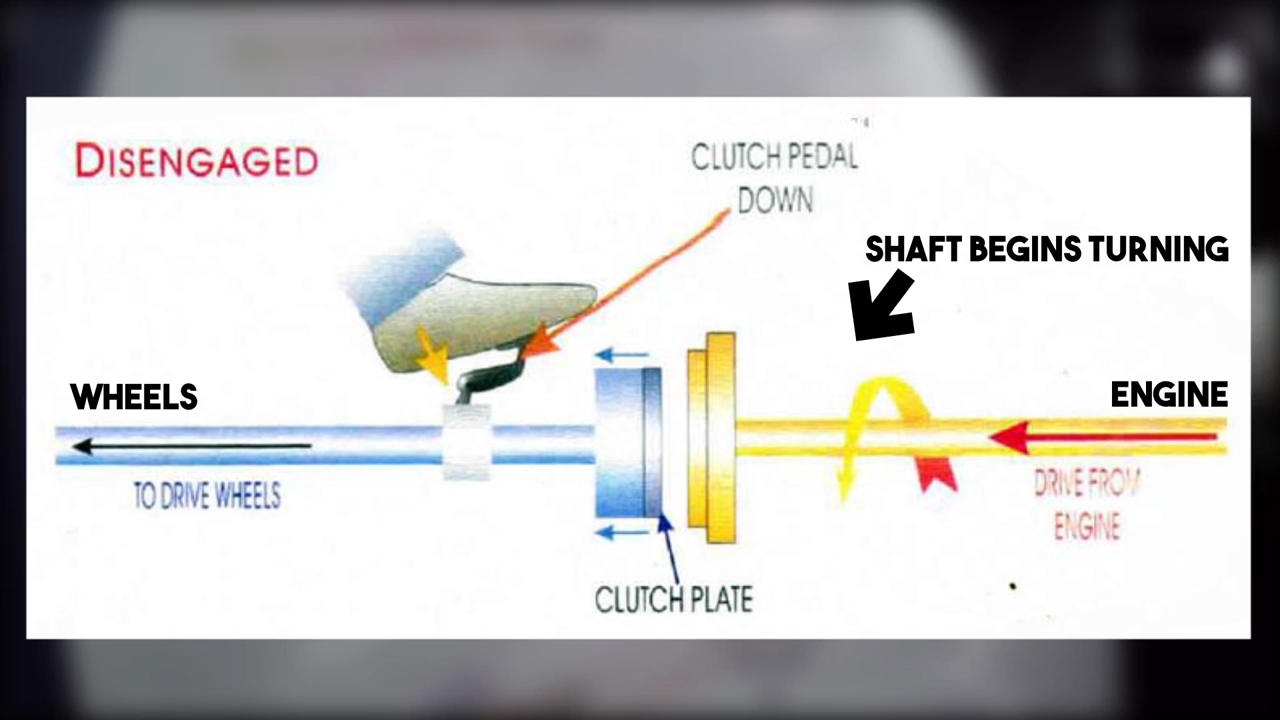 DISENGAGED
CLUTCH PEDAL
DOWN
SHAFT BEGINS TURNING
WHEELS
ENGINE
TO DRIVE WHEELS
DRIVE FROM
ENGINE
CLUTCH PLATE